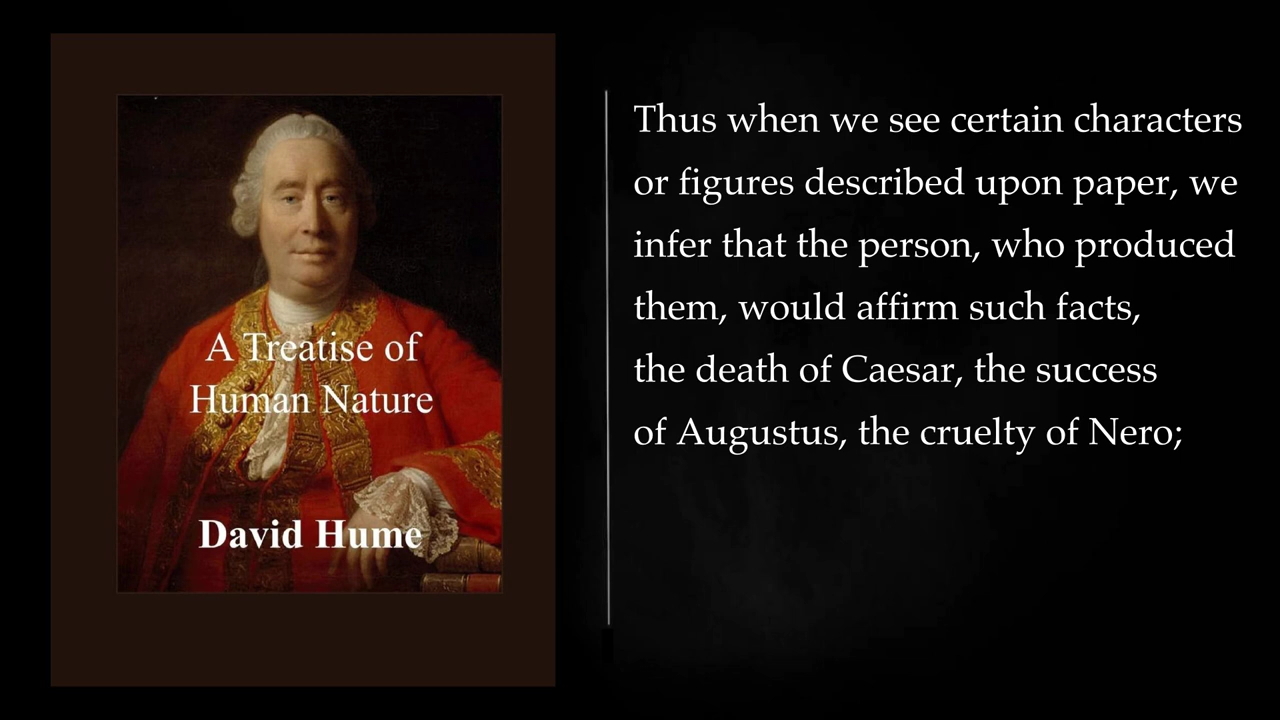 A Treatise of
Human Nature
David Hume
Thus when we see certain characters
or figures described upon paper, we
infer that the person, who produced
them, would affirm such facts,
the death of Caesar, the success
of Augustus, the cruelty of Nero;